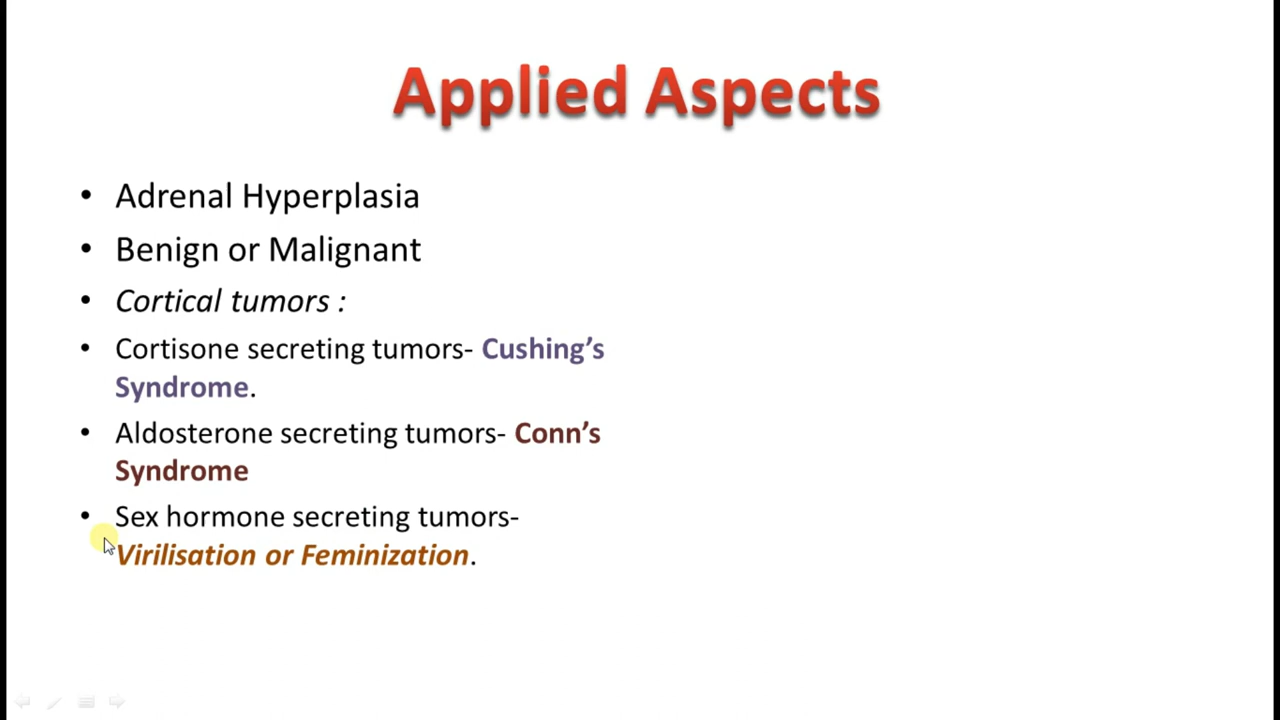 Applied Aspects
• Adrenal Hyperplasia
• Benign or Malignant
• Cortical tumors :
• Cortisone secreting tumors- Cushing’s
Syndrome.
• Aldosterone secreting tumors- Conn’s
Syndrome
• Sex hormone secreting tumors-
Virilisation or Feminization.